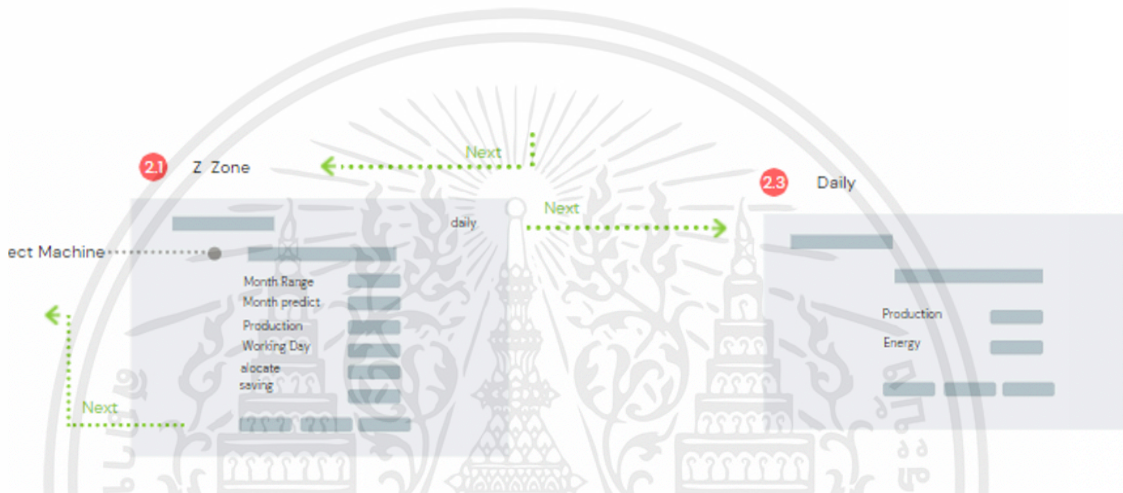 Next
2.1 Z Zone
2.3 Daily
Next
daily
ect Machine
Month Range
Month predict
Production
Working Day
alocate
saving
Next
Production
Energy